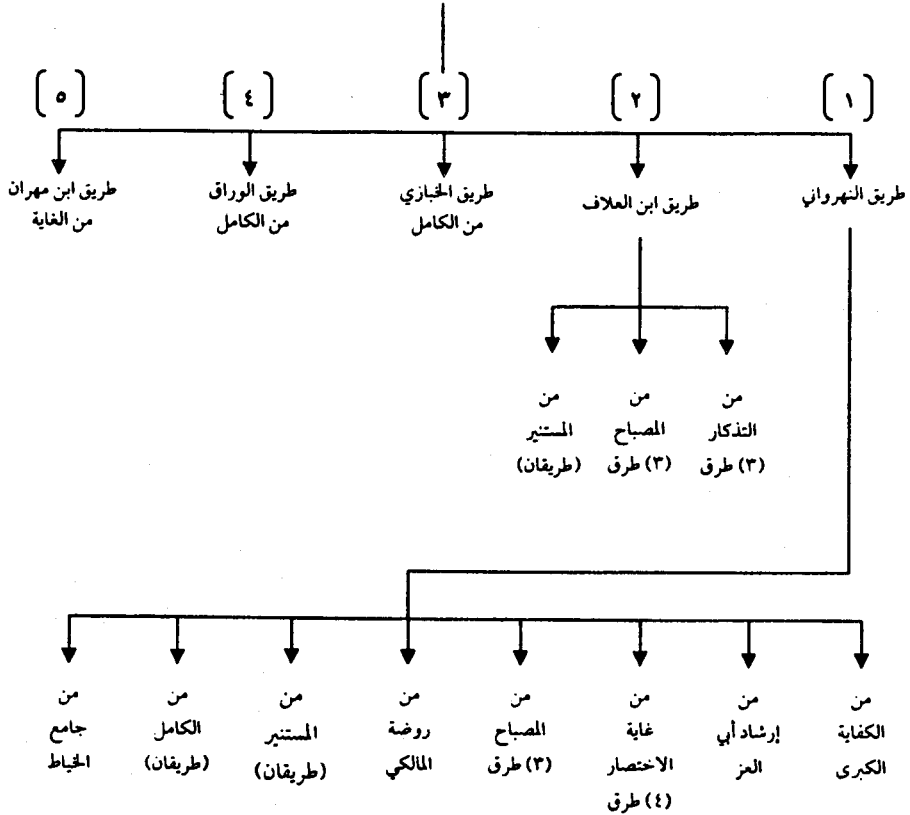 (١) (٢) (٣) (٤) (٥)
طريق النهرواني
طريق ابن العلاف
طريق الخبازي
من الكامل
طريق الوراق
من الكامل
طريق ابن مهران
من الغاية
من
التذكار
(٣) طرق
من
المصباح
(٣) طرق
من
المستنير
(طريقان)
من
الكفاية
الكبرى
من
إرشاد أبي
العز
من
غاية
الاختصار
(٤) طرق
من
المصباح
(٣) طرق
من
روضة
المالكي
من
المستنير
(طريقان)
من
الكامل
(طريقان)
من
جامع
الخياط